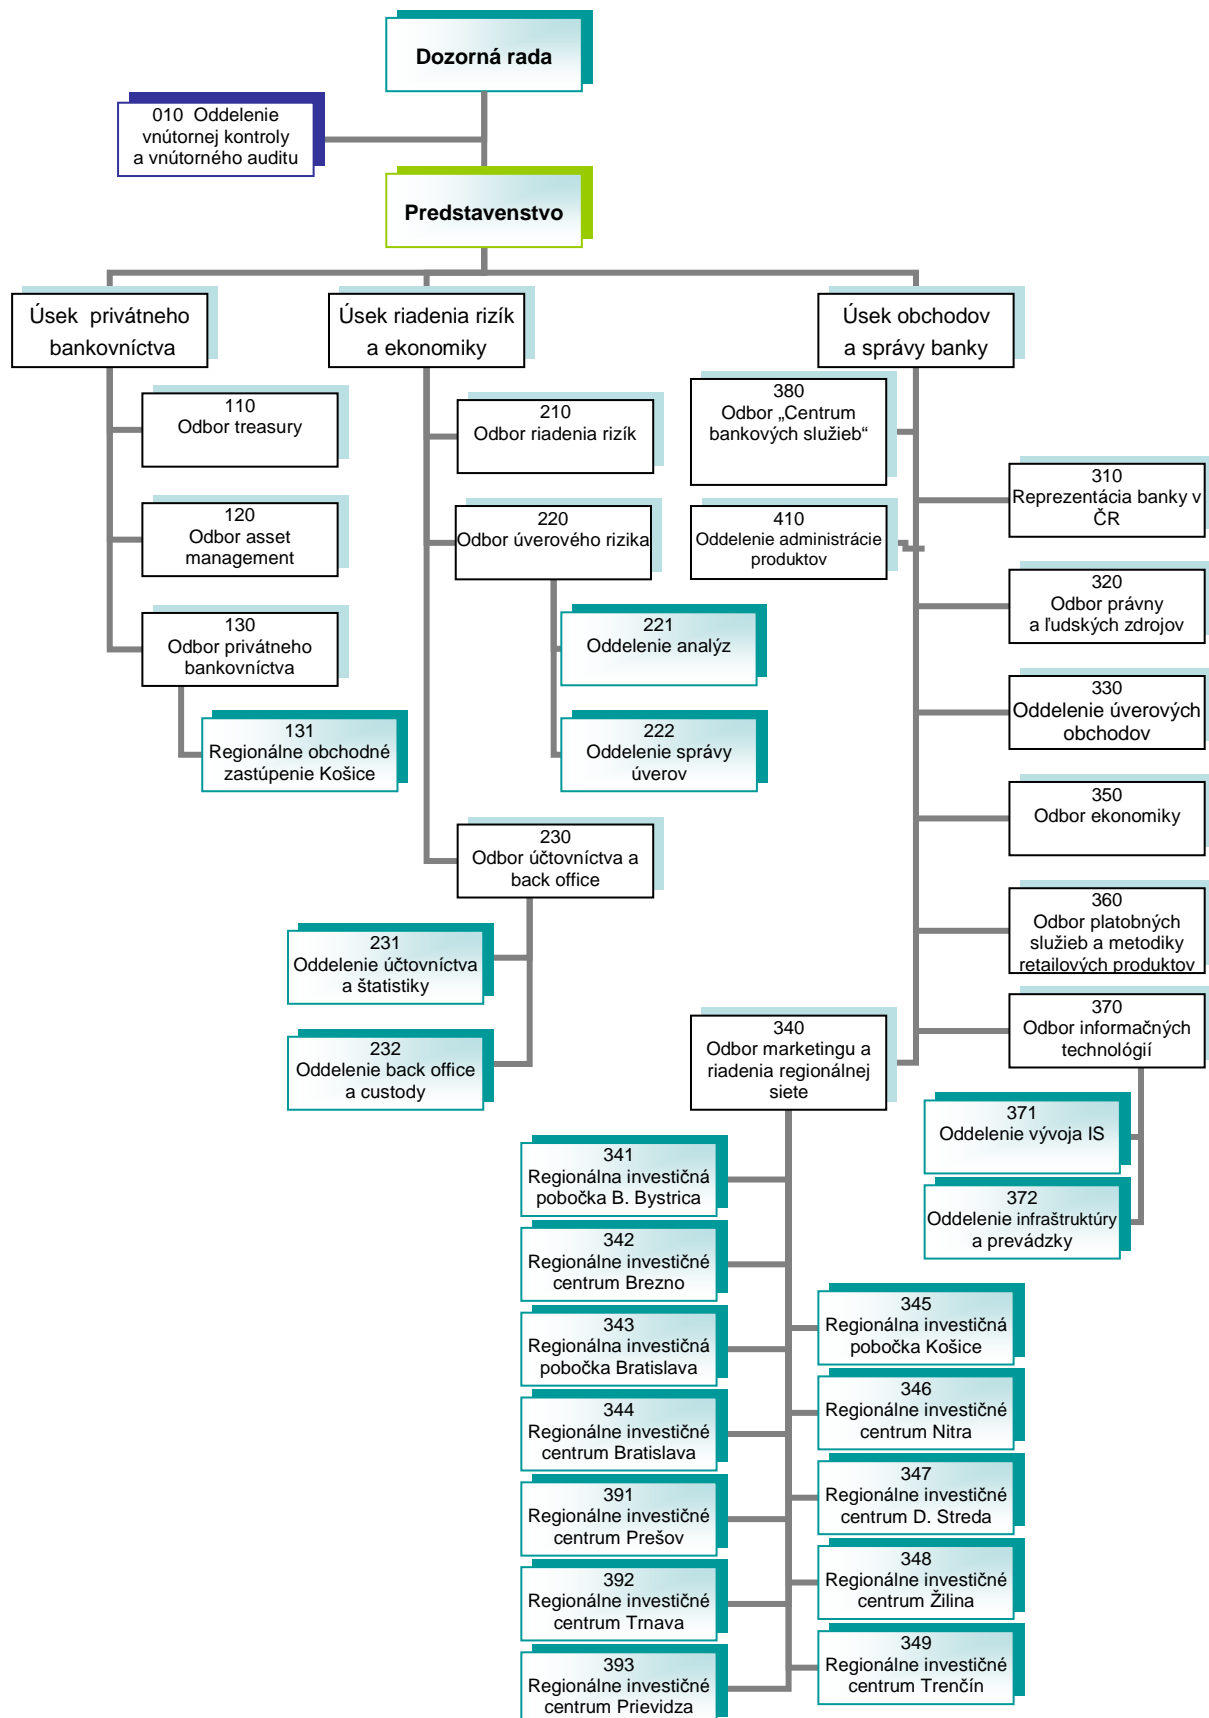 Dozorná rada
010 Oddelenie
vnútornej kontroly
a vnútorného auditu
Predstavenstvo
Úsek privátneho
bankovníctva
Úsek riadenia rizík
a ekonomiky
Úsek obchodov
a správy banky
110
Odbor treasury
120
Odbor asset
management
130
Odbor privátneho
bankovníctva
131
Regionálne obchodné
zastúpenie Košice
210
Odbor riadenia rizík
220
Odbor úverového rizika
221
Oddelenie analýz
222
Oddelenie správy
úverov
230
Odbor účtovníctva a
back office
231
Oddelenie účtovníctva
a štatistiky
232
Oddelenie back office
a custody
380
Odbor „Centrum
bankových služieb“
410
Oddelenie administrácie
produktov
310
Reprezentácia banky v
ČR
320
Odbor právny
a ľudských zdrojov
330
Oddelenie úverových
obchodov
350
Odbor ekonomiky
360
Odbor platobných
služieb a metodiky
retailových produktov
370
Odbor informačných
technológií
371
Oddelenie vývoja IS
372
Oddelenie infraštruktúry
a prevádzky
340
Odbor marketingu a
riadenia regionálnej
siete
341
Regionálna investičná
pobočka B. Bystrica
342
Regionálne investičné
centrum Brezno
343
Regionálna investičná
pobočka Bratislava
344
Regionálne investičné
centrum Bratislava
391
Regionálne investičné
centrum Prešov
392
Regionálne investičné
centrum Trnava
393
Regionálne investičné
centrum Prievidza
345
Regionálna investičná
pobočka Košice
346
Regionálne investičné
centrum Nitra
347
Regionálne investičné
centrum D. Streda
348
Regionálne investičné
centrum Žilina
349
Regionálne investičné
centrum Trenčín